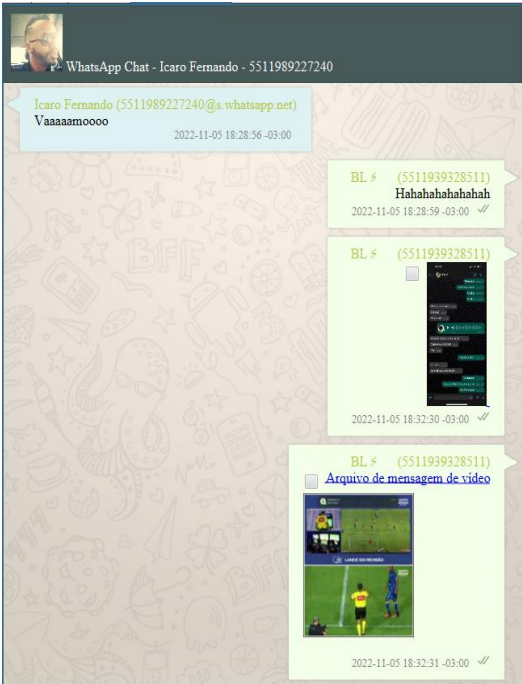 WhatsApp Chat - Icaro Fernando - 5511989227240
Icaro Fernando (5511989227240@s.whatsapp.net)
Vaaaaamoooo
2022-11-05 18:28:56 -03:00
BL ⚡ (5511939328511)
Hahahahahahahah
2022-11-05 18:28:59 -03:00
BL ⚡ (5511939328511)
2022-11-05 18:32:30 -03:00
BL ⚡ (5511939328511)
Arquivo de mensagem de vídeo
LANCE EM REVISÃO
2022-11-05 18:32:31 -03:00